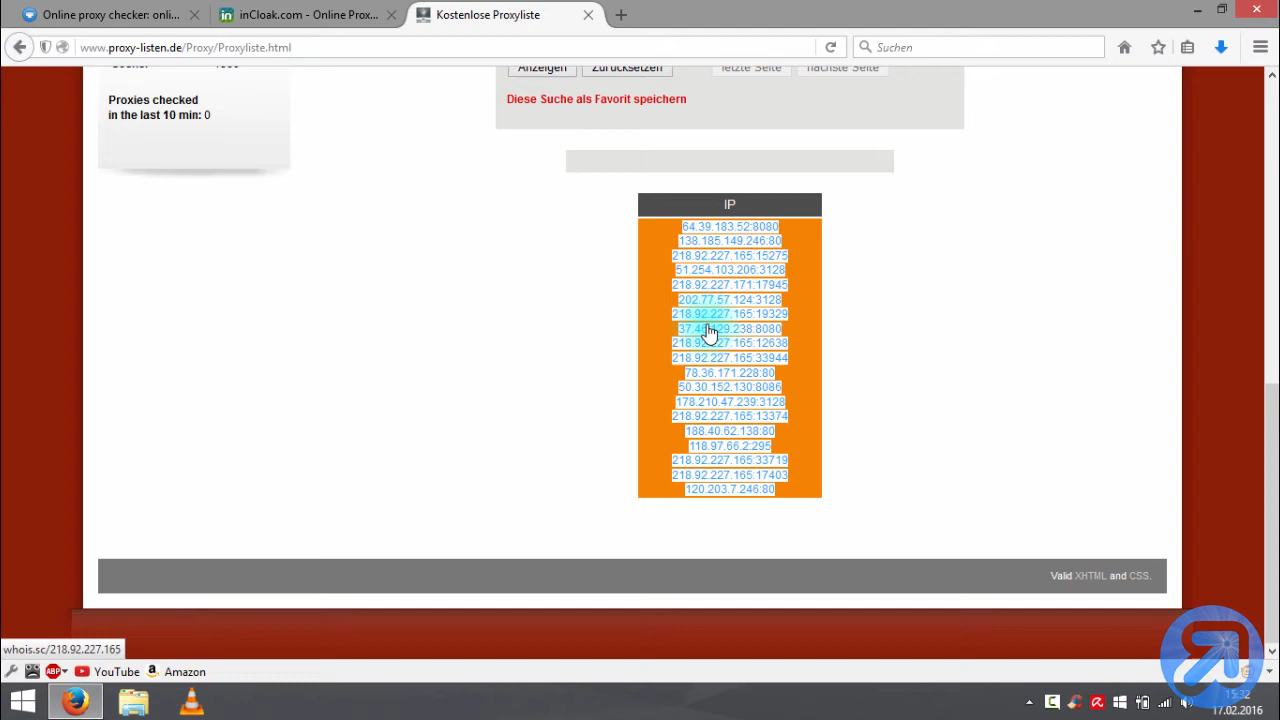 Online proxy checker: onli...
inCloak.com - Online Prox...
Kostenlose Proxyliste
www.proxy-listen.de/Proxy/Proxyliste.html
Suchen
Anzeigen
Zurücksetzen
letzte Seite
nächste Seite
Diese Suche als Favorit speichern
Proxies checked
in the last 10 min: 0
IP
64.39.183.52:8080
138.185.149.246:80
218.92.227.165:15275
51.254.103.206:3128
218.92.227.171:17945
202.77.57.124:3128
218.92.227.165:19329
218.92.227.165:12638
218.92.227.165:33944
78.36.171.228:80
50.30.152.130:8086
178.210.47.239:3128
218.92.227.165:13374
188.40.62.138:80
118.97.66.2:295
218.92.227.165:33719
218.92.227.165:17403
120.203.7.246:80
Valid XHTML and CSS.
whois.sc/218.92.227.165
ABP
YouTube
Amazon
15:32
17.02.2016